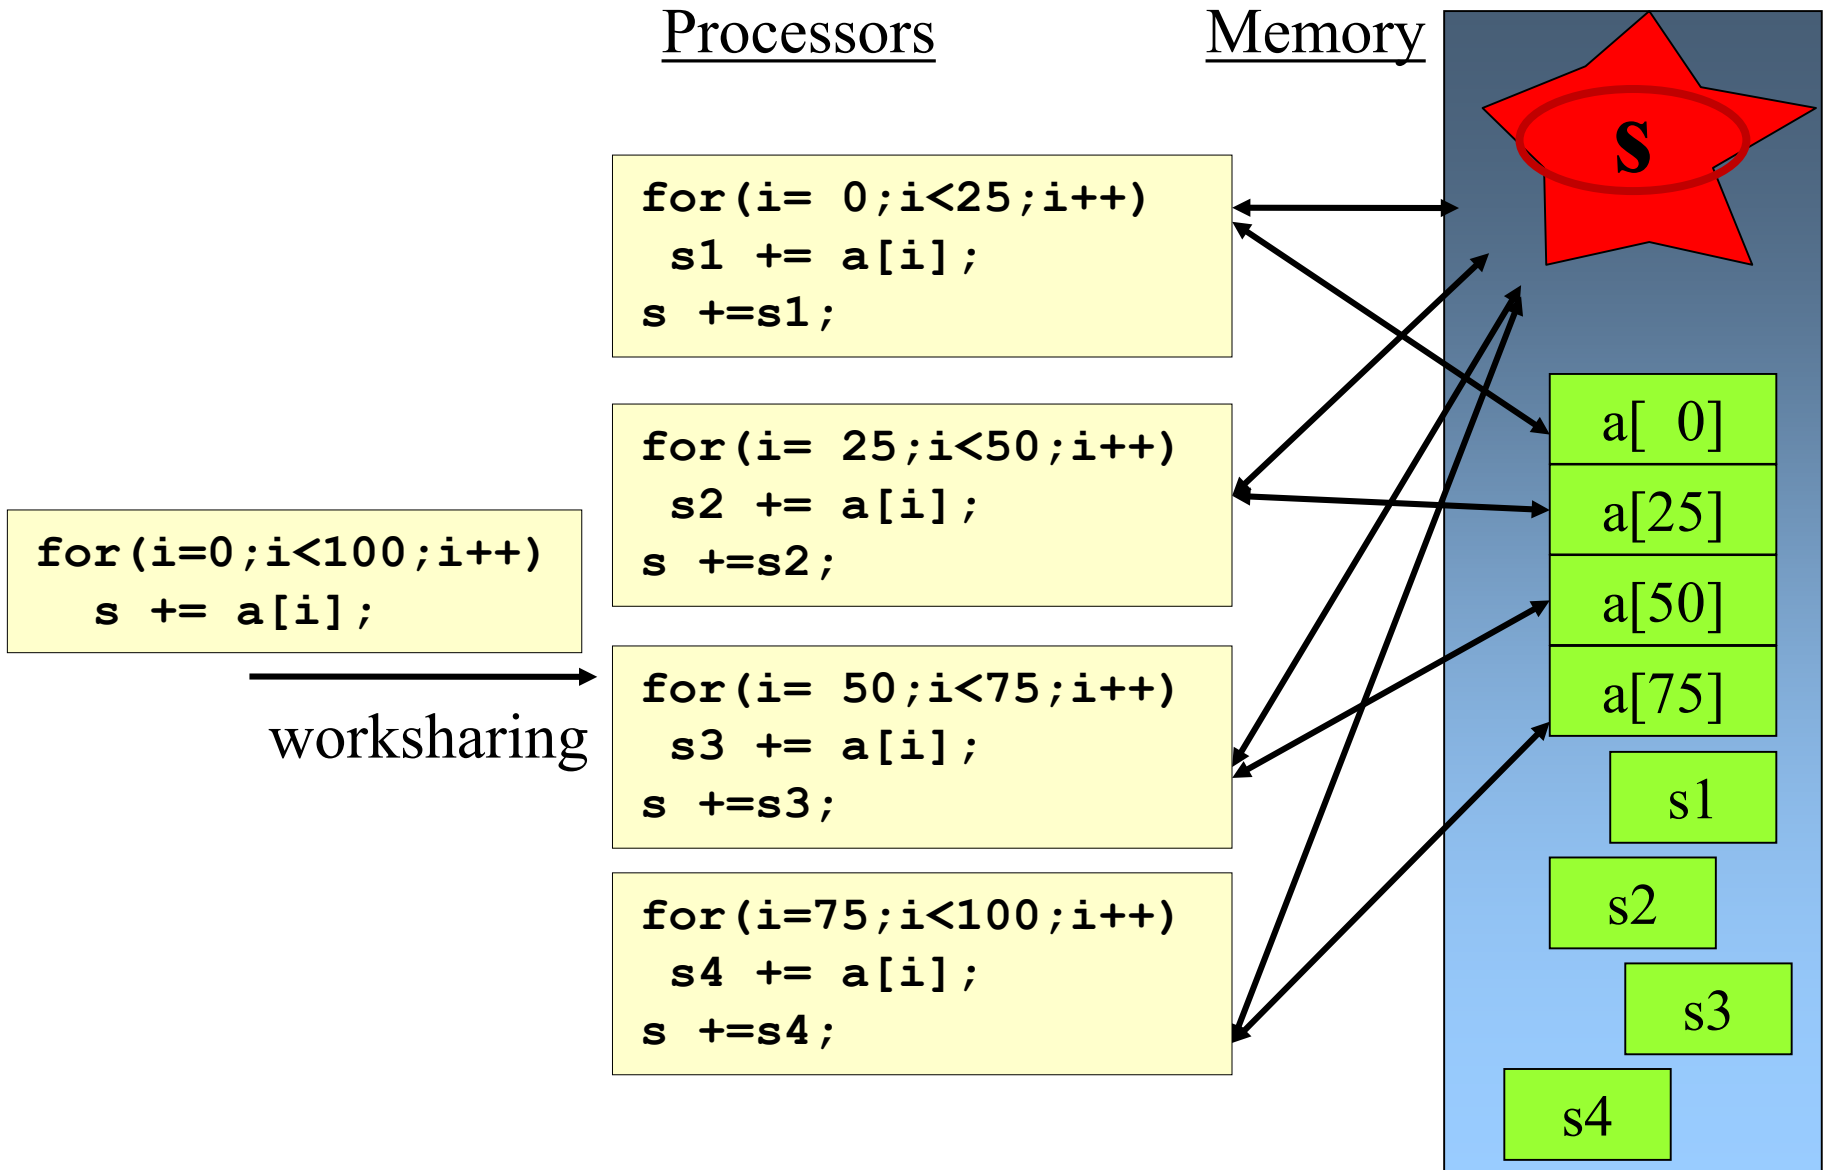 Processors
Memory
s
for(i= 0;i<25;i++)
s1 += a[i];
s +=s1;
for(i= 25;i<50;i++)
s2 += a[i];
s +=s2;
for(i=0;i<100;i++)
s += a[i];
worksharing
for(i= 50;i<75;i++)
s3 += a[i];
s +=s3;
for(i=75;i<100;i++)
s4 += a[i];
s +=s4;
a[ 0]
a[25]
a[50]
a[75]
s1
s2
s3
s4